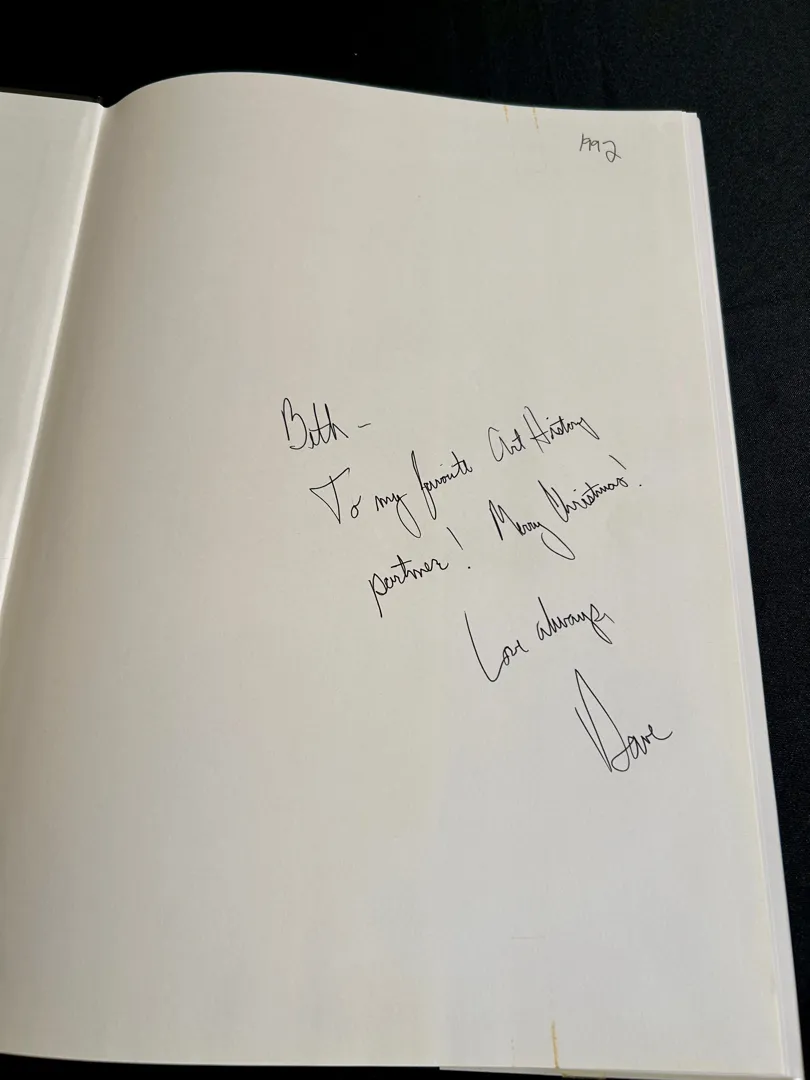 1992
Beth –
To my favorite Art History
partner! Merry Christmas!
Love always,
Dave